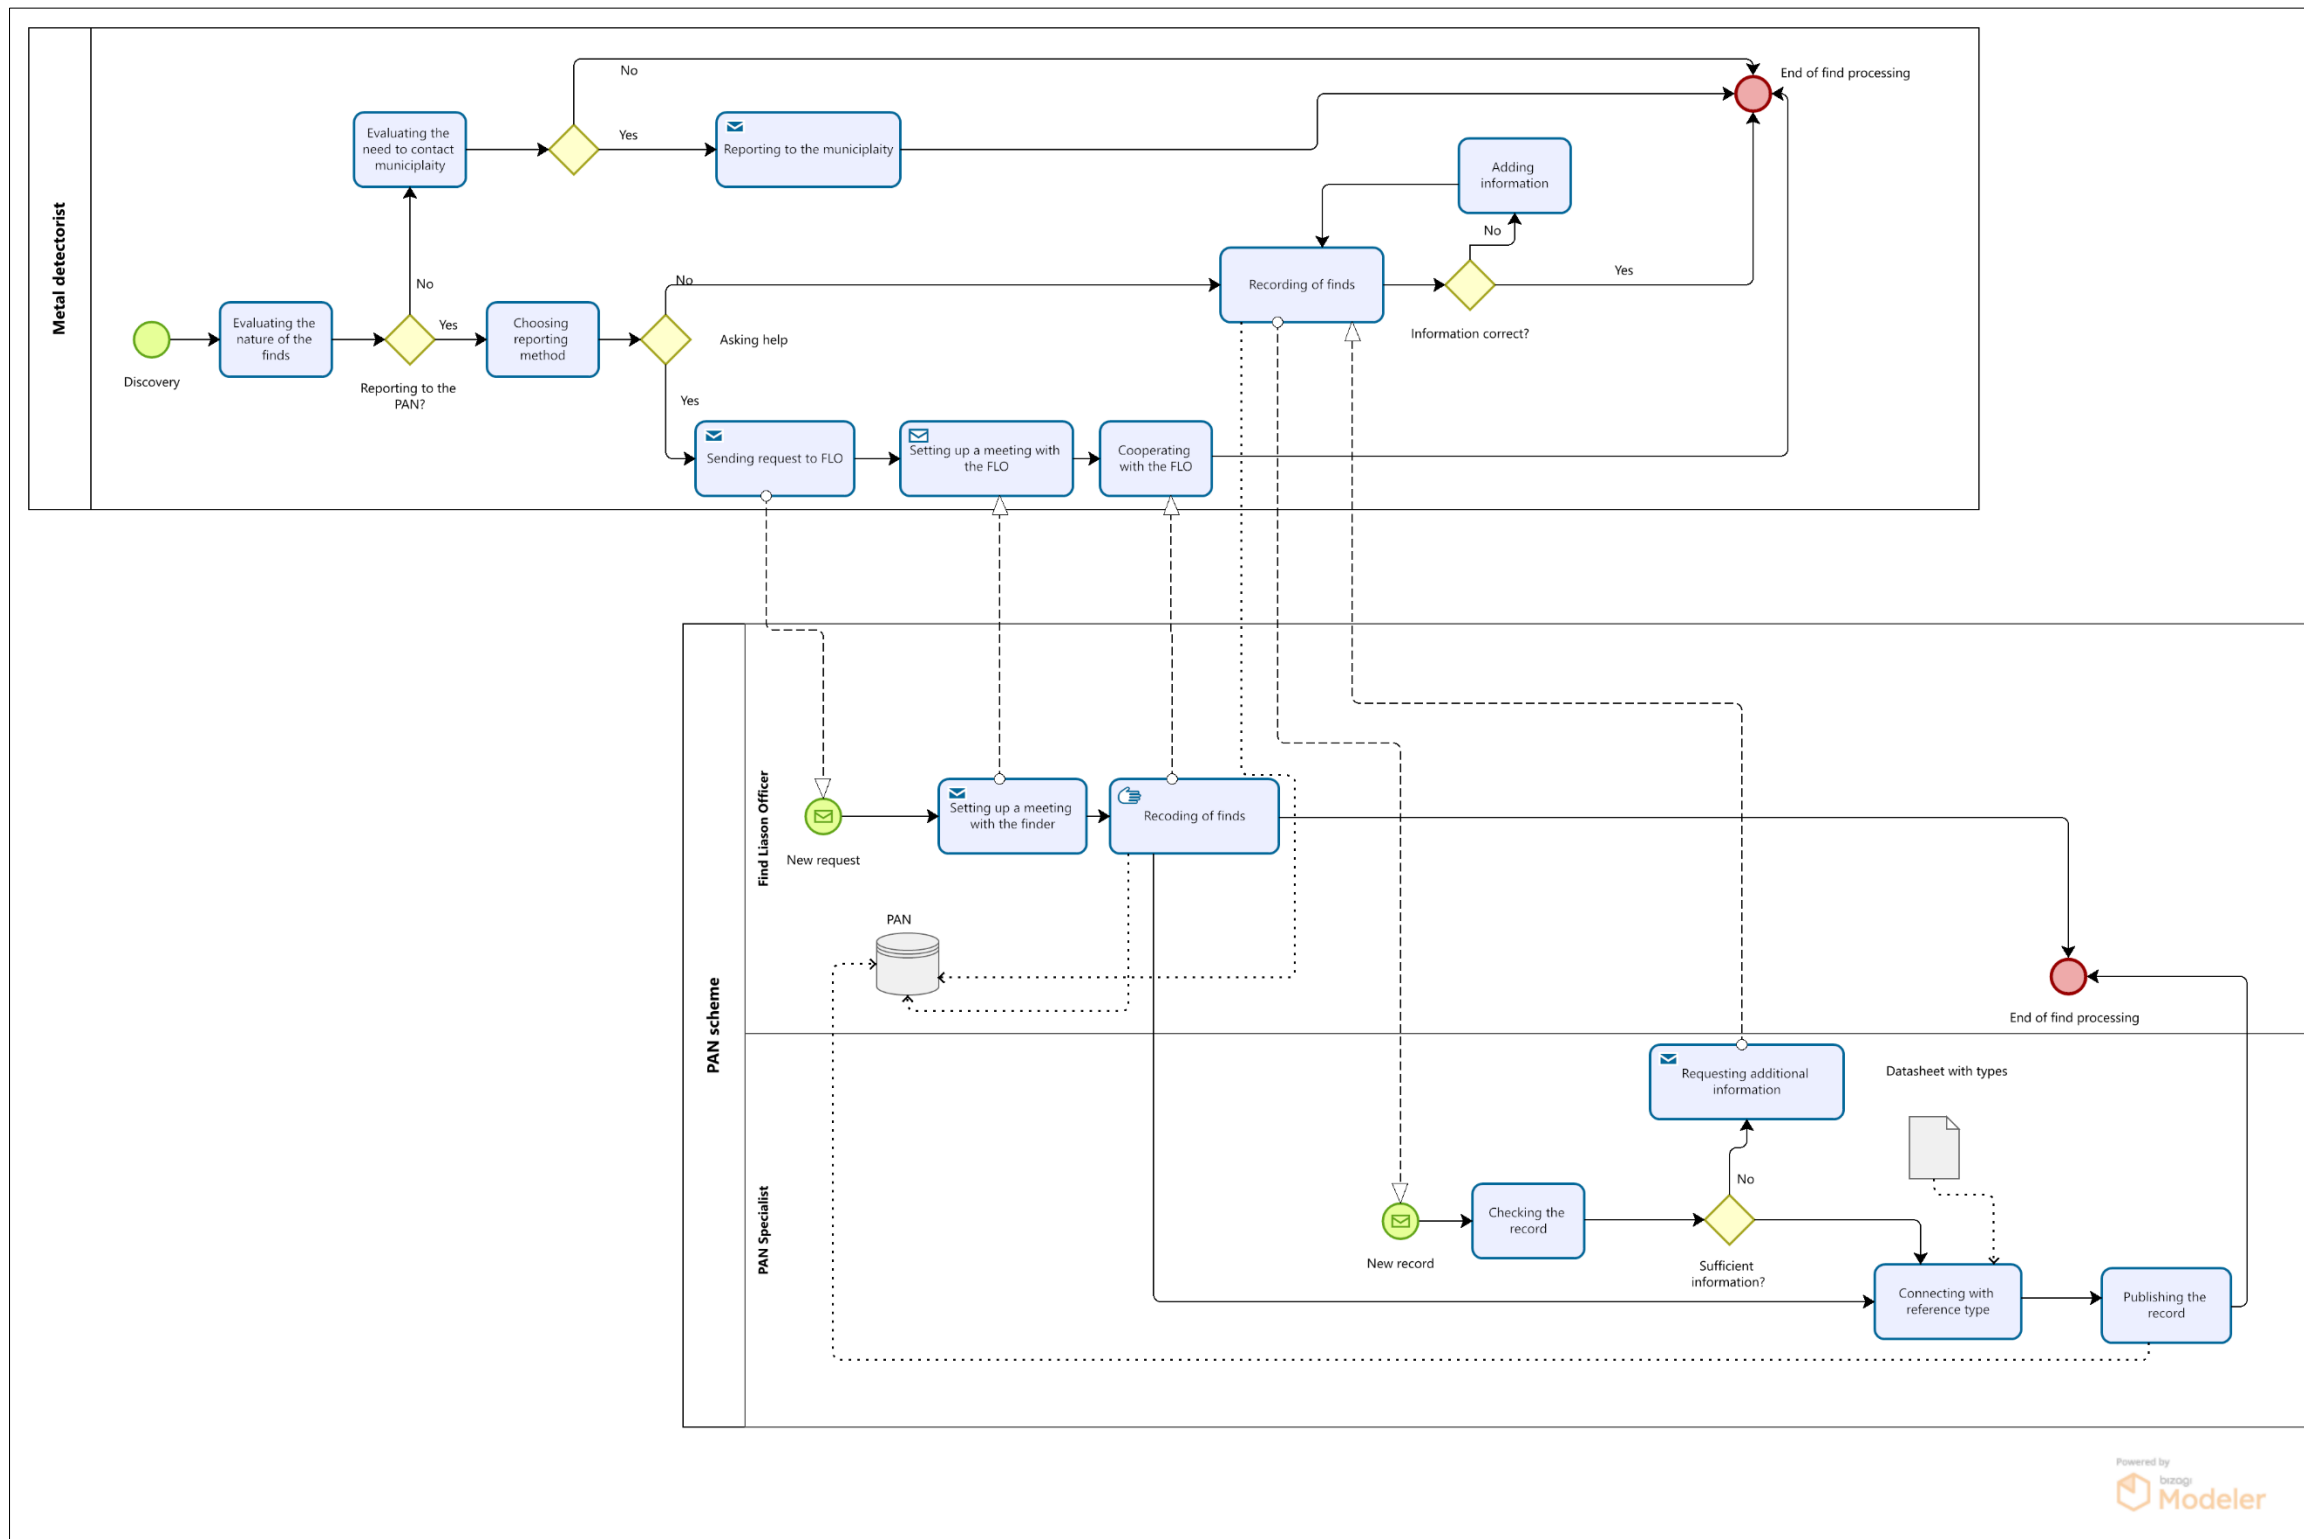 Metal detectorist
No
End of find processing
Evaluating the
need to contact
municiplaity
Yes
Reporting to the municiplaity
Adding
information
No
No
No
Recording of finds
Yes
Discovery
Evaluating the
nature of the
finds
Yes
Reporting to the
PAN?
Choosing
reporting
method
Asking help
Information correct?
Yes
Sending request to FLO
Setting up a meeting with
the FLO
Cooperating
with the FLO
PAN scheme
Find Liason Officer
New request
Setting up a meeting
with the finder
Recoding of finds
PAN
End of find processing
PAN Specialist
Requesting additional
information
Datasheet with types
No
New record
Checking the
record
Sufficient
information?
Connecting with
reference type
Publishing the
record
Powered by
bizagi
Modeler